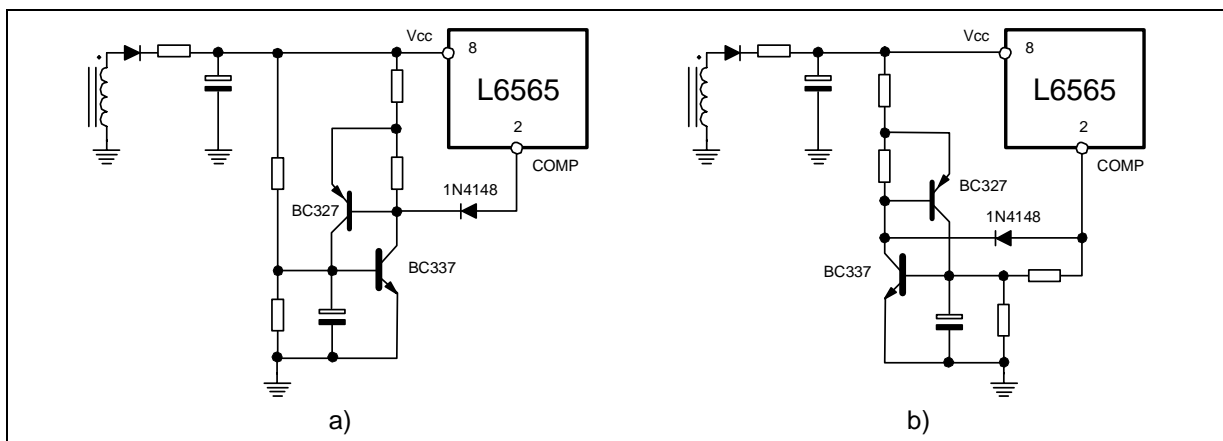 Vcc
8
L6565
2
COMP
1N4148
BC327
BC337
a)
Vcc
8
L6565
2
COMP
BC327
1N4148
BC337
b)